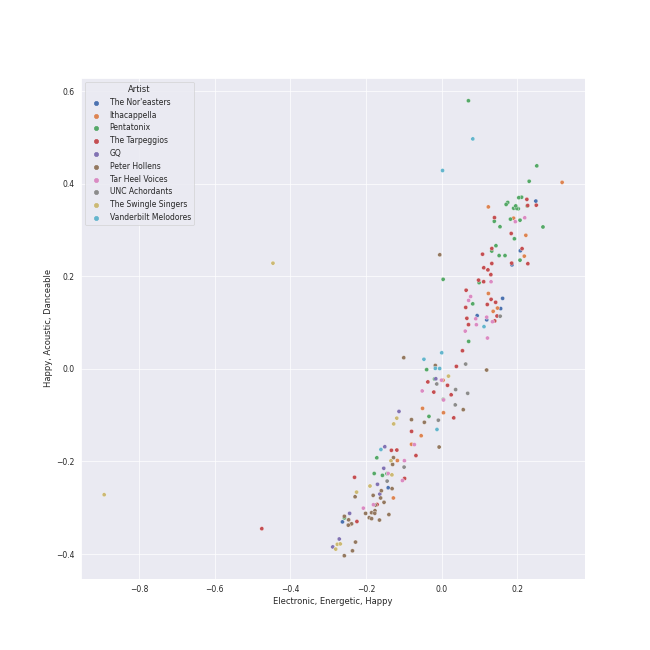 Artist
The Nor'easters
Ithacappella
Pentatonix
The Tarpeggios
GQ
Peter Hollens
Tar Heel Voices
UNC Achordants
The Swingle Singers
Vanderbilt Melodores
0.6
0.4
0.2
0.0
−0.2
−0.4
Happy, Acoustic, Danceable
−0.8
−0.6
−0.4
−0.2
0.0
0.2
Electronic, Energetic, Happy